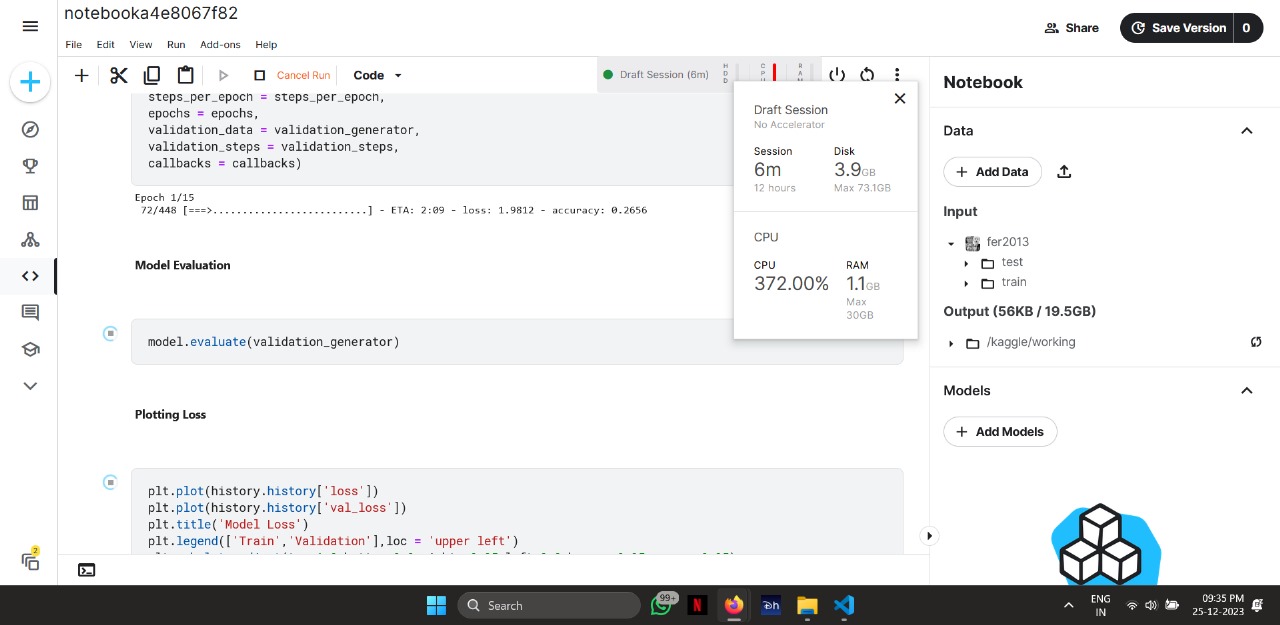 notebooka4e8067f82
File Edit View Run Add-ons Help
Share
Save Version 0
Cancel Run
Code
Draft Session (6m)
HDD
CPU
RAM
steps_per_epoch = steps_per_epoch,
epochs = epochs,
validation_data = validation_generator,
validation_steps = validation_steps,
callbacks = callbacks)
Epoch 1/15
72/448 [===>..........................] - ETA: 2:09 - loss: 1.9812 - accuracy: 0.2656
Model Evaluation
model.evaluate(validation_generator)
Plotting Loss
plt.plot(history.history['loss'])
plt.plot(history.history['val_loss'])
plt.title('Model Loss')
plt.legend(['Train','Validation'],loc = 'upper left')
Draft Session
No Accelerator
Session Disk
6m 3.9GB
12 hours Max 73.1GB
CPU
CPU RAM
372.00% 1.1GB
Max
30GB
Notebook
Data
Add Data
Input
fer2013
test
train
Output (56KB / 19.5GB)
/kaggle/working
Models
Add Models
2
Search
99+
N
ENG
IN
09:35 PM
25-12-2023